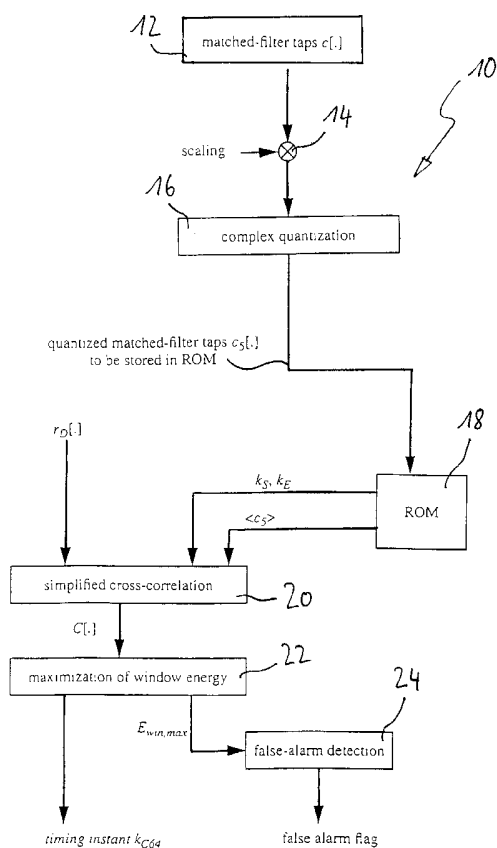 12
matched-filter taps c[.]
10
scaling
14
16
complex quantization
quantized matched-filter taps c5[.]
to be stored in ROM
18
rD[.]
kS, kE
ROM
<c5>
simplified cross-correlation
20
C[.]
22
maximization of window energy
24
Ewin,max
false-alarm detection
timing instant kC64
false alarm flag